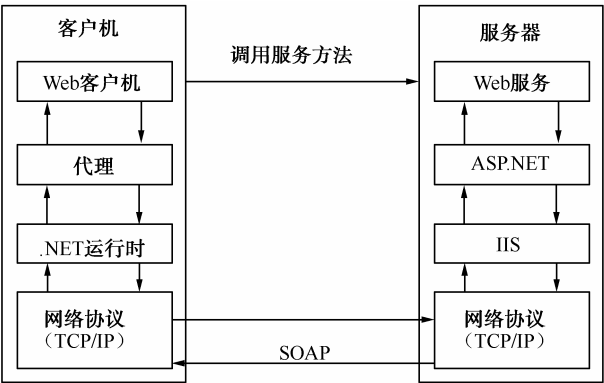 客户机
服务器
调用服务方法
Web客户机
Web服务
代理
ASP.NET
.NET运行时
IIS
网络协议
（TCP/IP）
网络协议
（TCP/IP）
SOAP